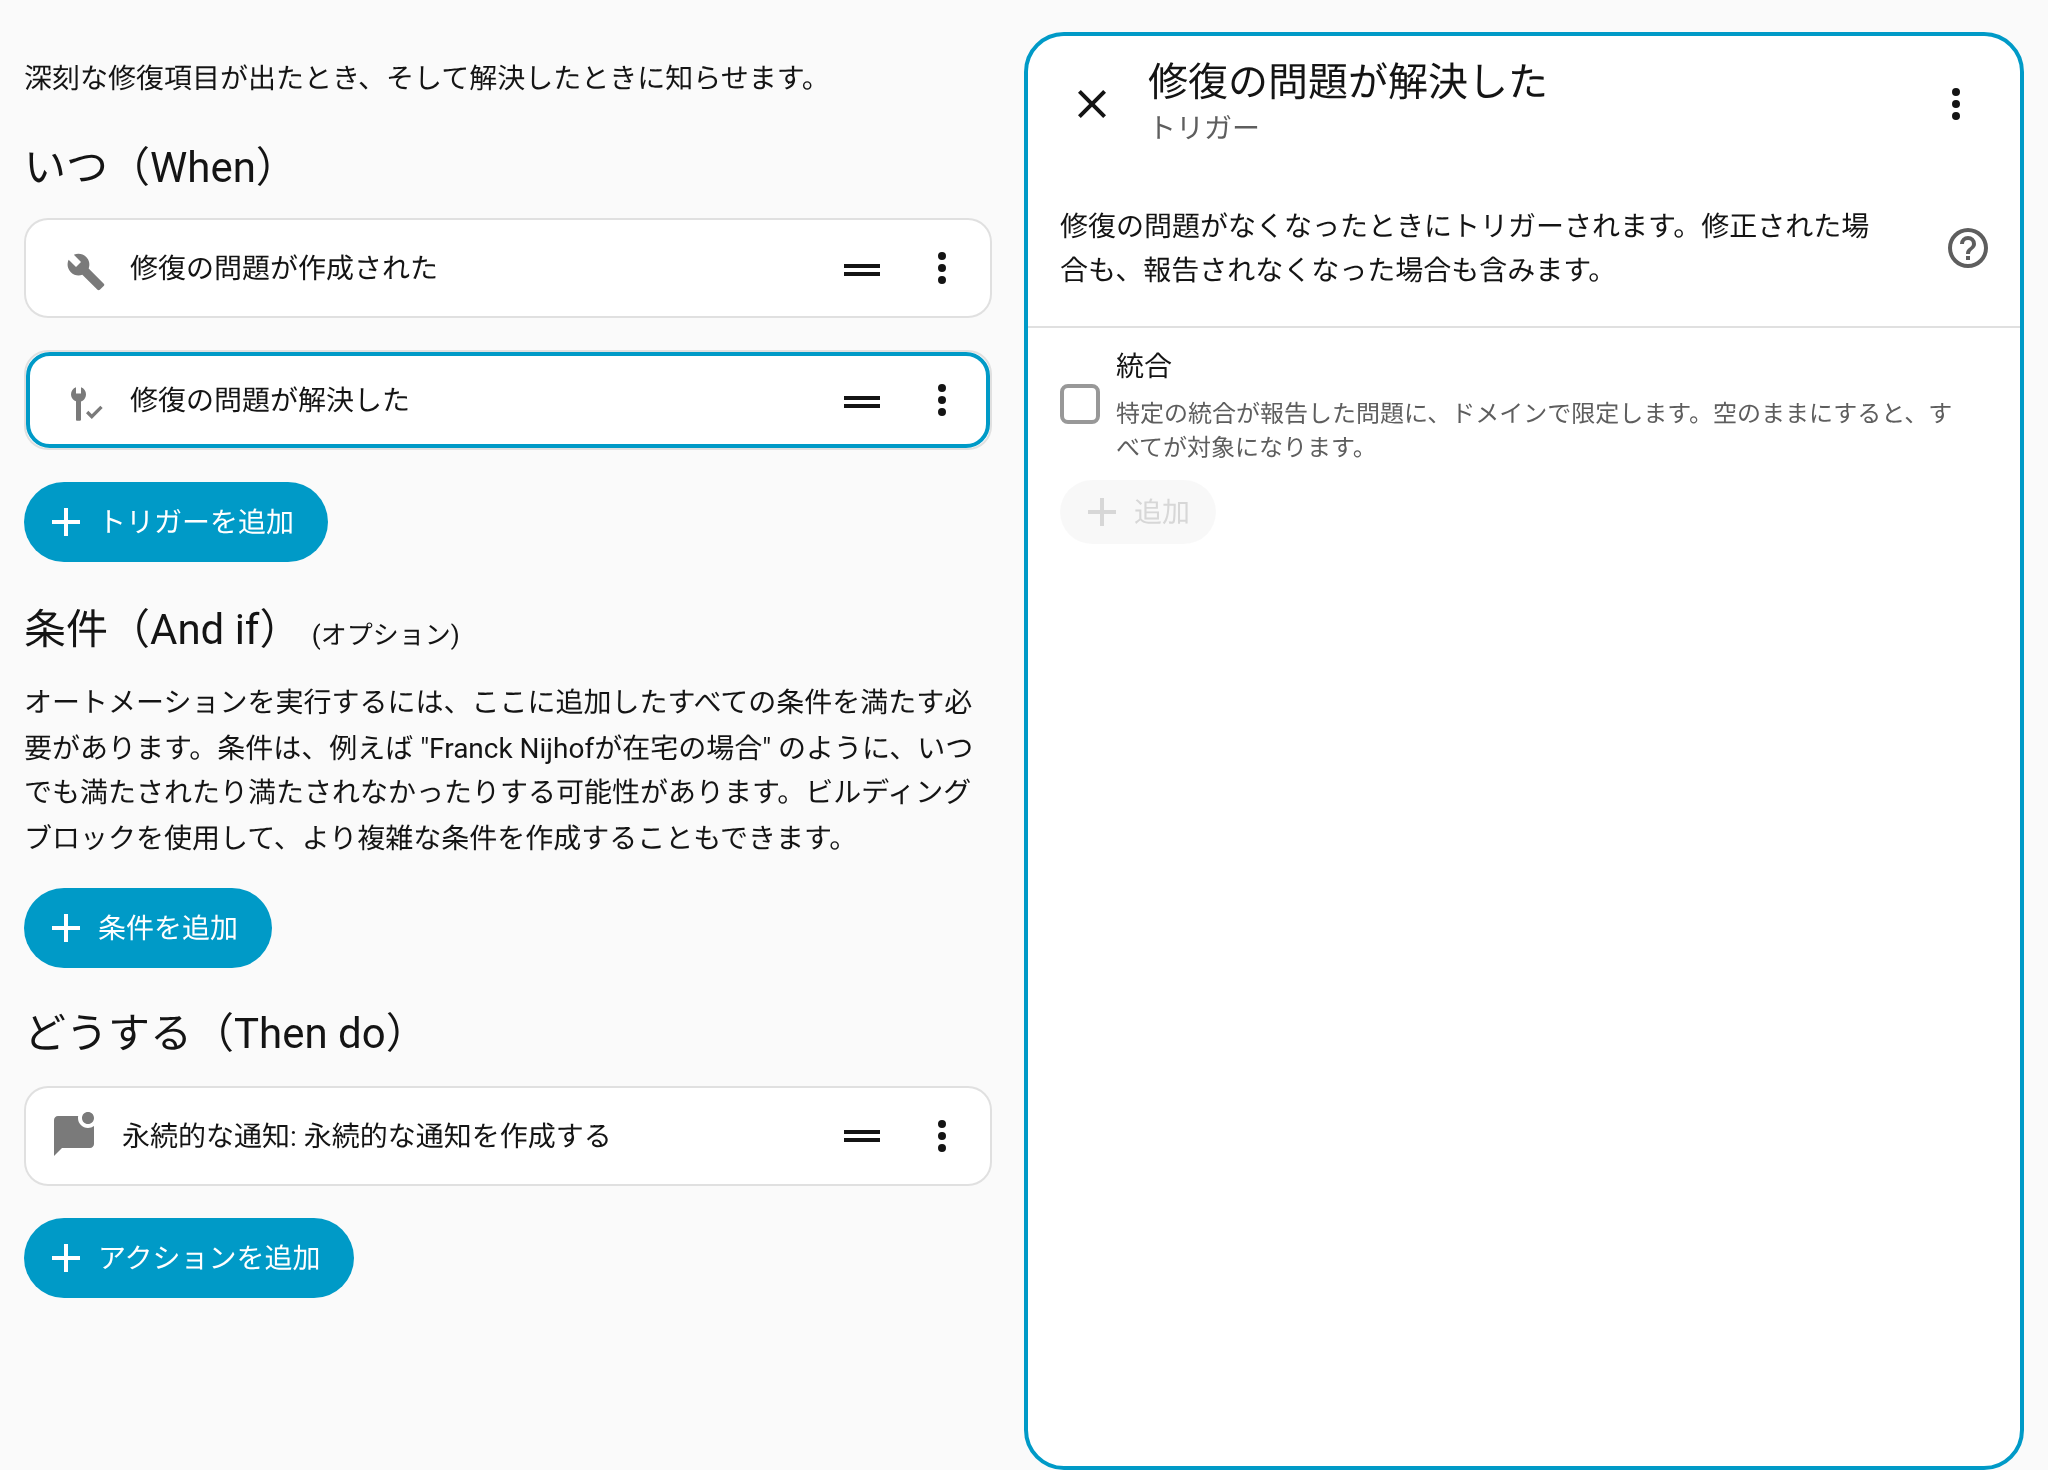 深刻な修復項目が出たとき、そして解決したときに知らせます。
いつ（When）
修復の問題が作成された
修復の問題が解決した
トリガーを追加
条件（And if） (オプション)
オートメーションを実行するには、ここに追加したすべての条件を満たす必
要があります。条件は、例えば "Franck Nijhofが在宅の場合" のように、いつ
でも満たされたり満たされなかったりする可能性があります。ビルディング
ブロックを使用して、より複雑な条件を作成することもできます。
条件を追加
どうする（Then do）
永続的な通知: 永続的な通知を作成する
アクションを追加
修復の問題が解決した
トリガー
修復の問題がなくなったときにトリガーされます。修正された場
合も、報告されなくなった場合も含みます。
統合
特定の統合が報告した問題に、ドメインで限定します。空のままにすると、す
べてが対象になります。
追加